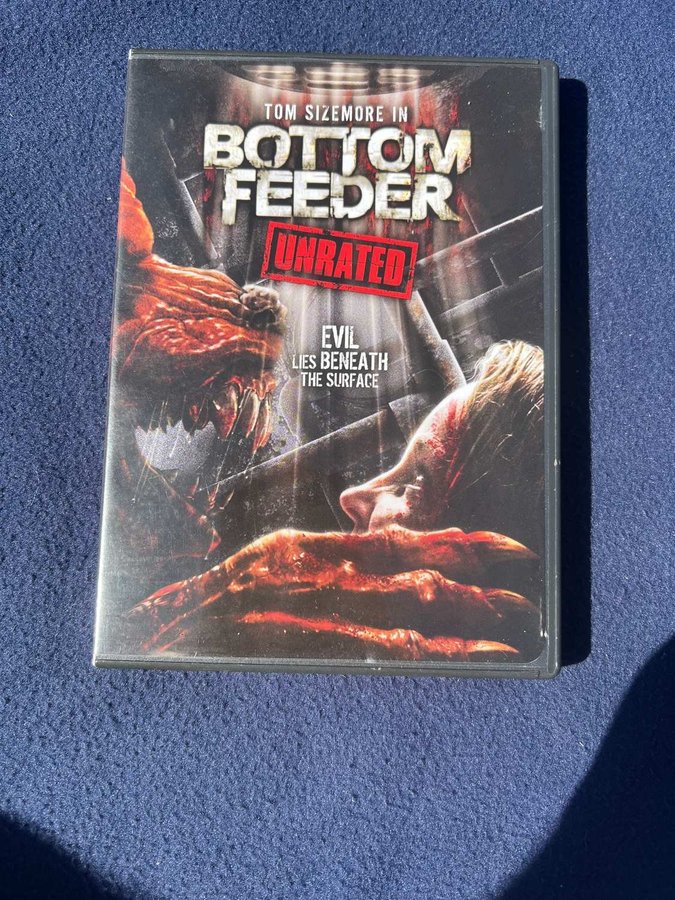 TOM SIZEMORE IN
BOTTOM
FEEDER
UNRATED
EVIL
LIES BENEATH
THE SURFACE